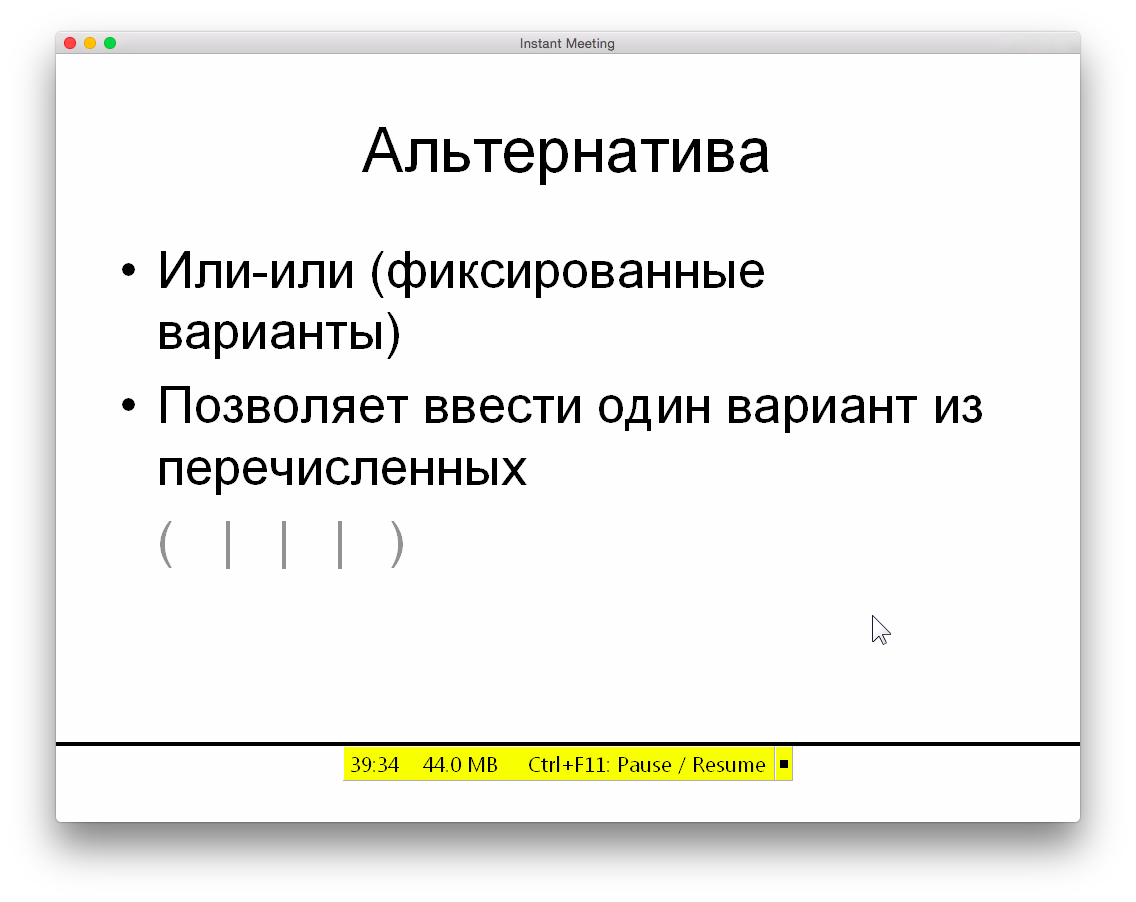 Instant Meeting
Альтернатива
• Или-или (фиксированные
варианты)
• Позволяет ввести один вариант из
перечисленных
( | | | )
39:34 44.0 MB Ctrl+F11: Pause / Resume